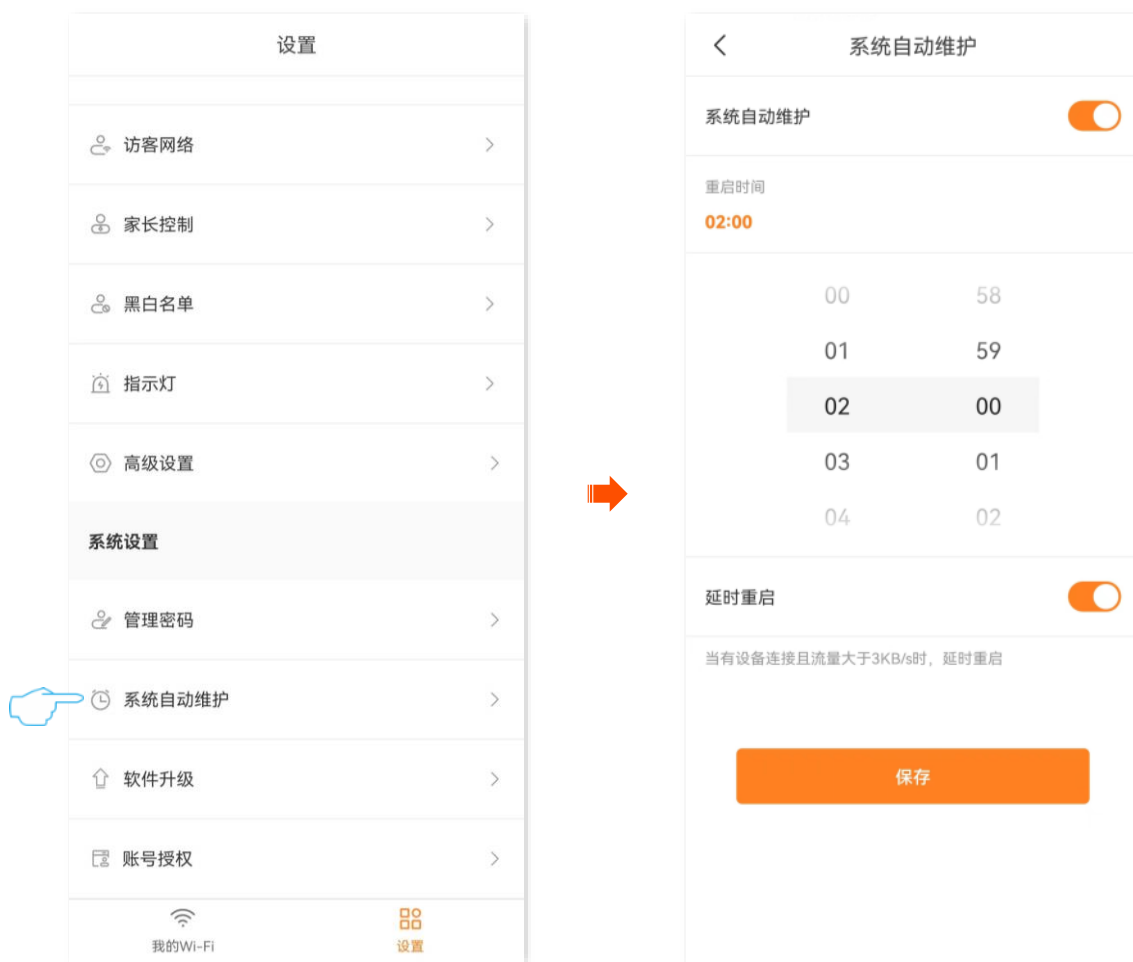 设置
访客网络
家长控制
黑白名单
指示灯
高级设置
系统设置
管理密码
系统自动维护
软件升级
账号授权
我的Wi-Fi
设置
系统自动维护
系统自动维护
重启时间
02:00
00 58
01 59
02 00
03 01
04 02
延时重启
当有设备连接且流量大于3KB/s时，延时重启
保存